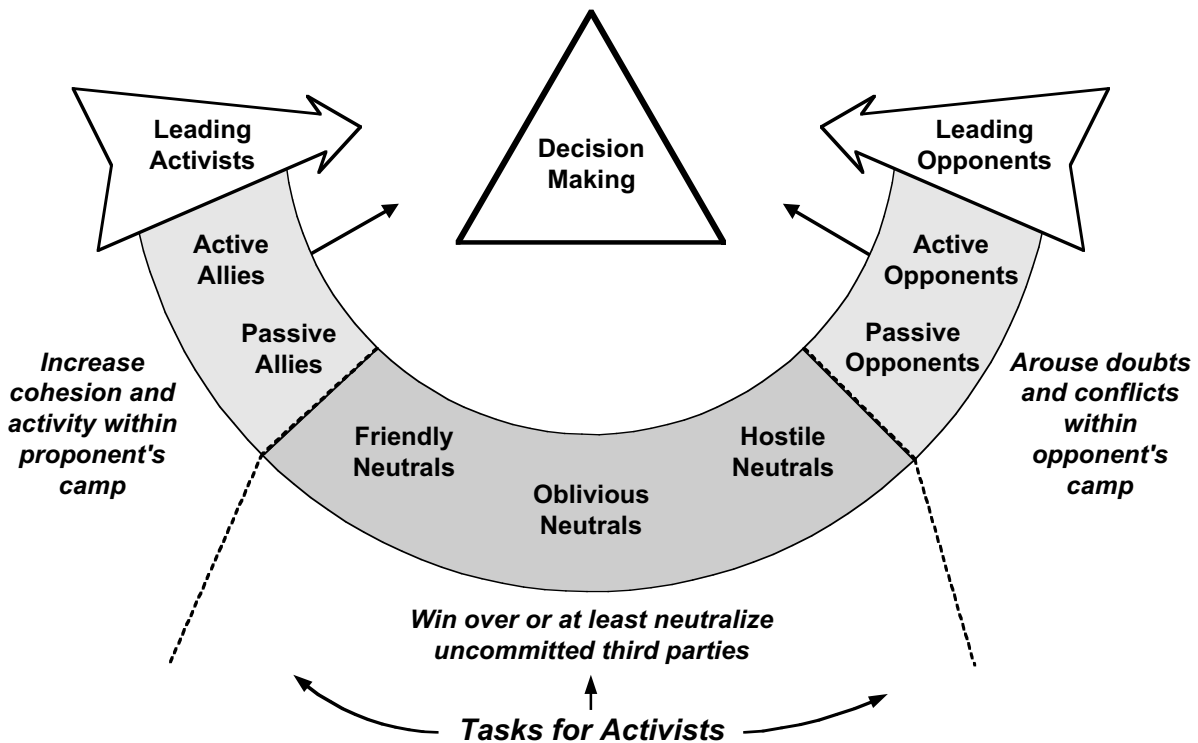 Leading
Activists
Decision
Making
Leading
Opponents
Active
Allies
Active
Opponents
Passive
Allies
Passive
Opponents
Increase
cohesion and
activity within
proponent's
camp
Arouse doubts
and conflicts
within
opponent's
camp
Friendly
Neutrals
Oblivious
Neutrals
Hostile
Neutrals
Win over or at least neutralize
uncommitted third parties
Tasks for Activists